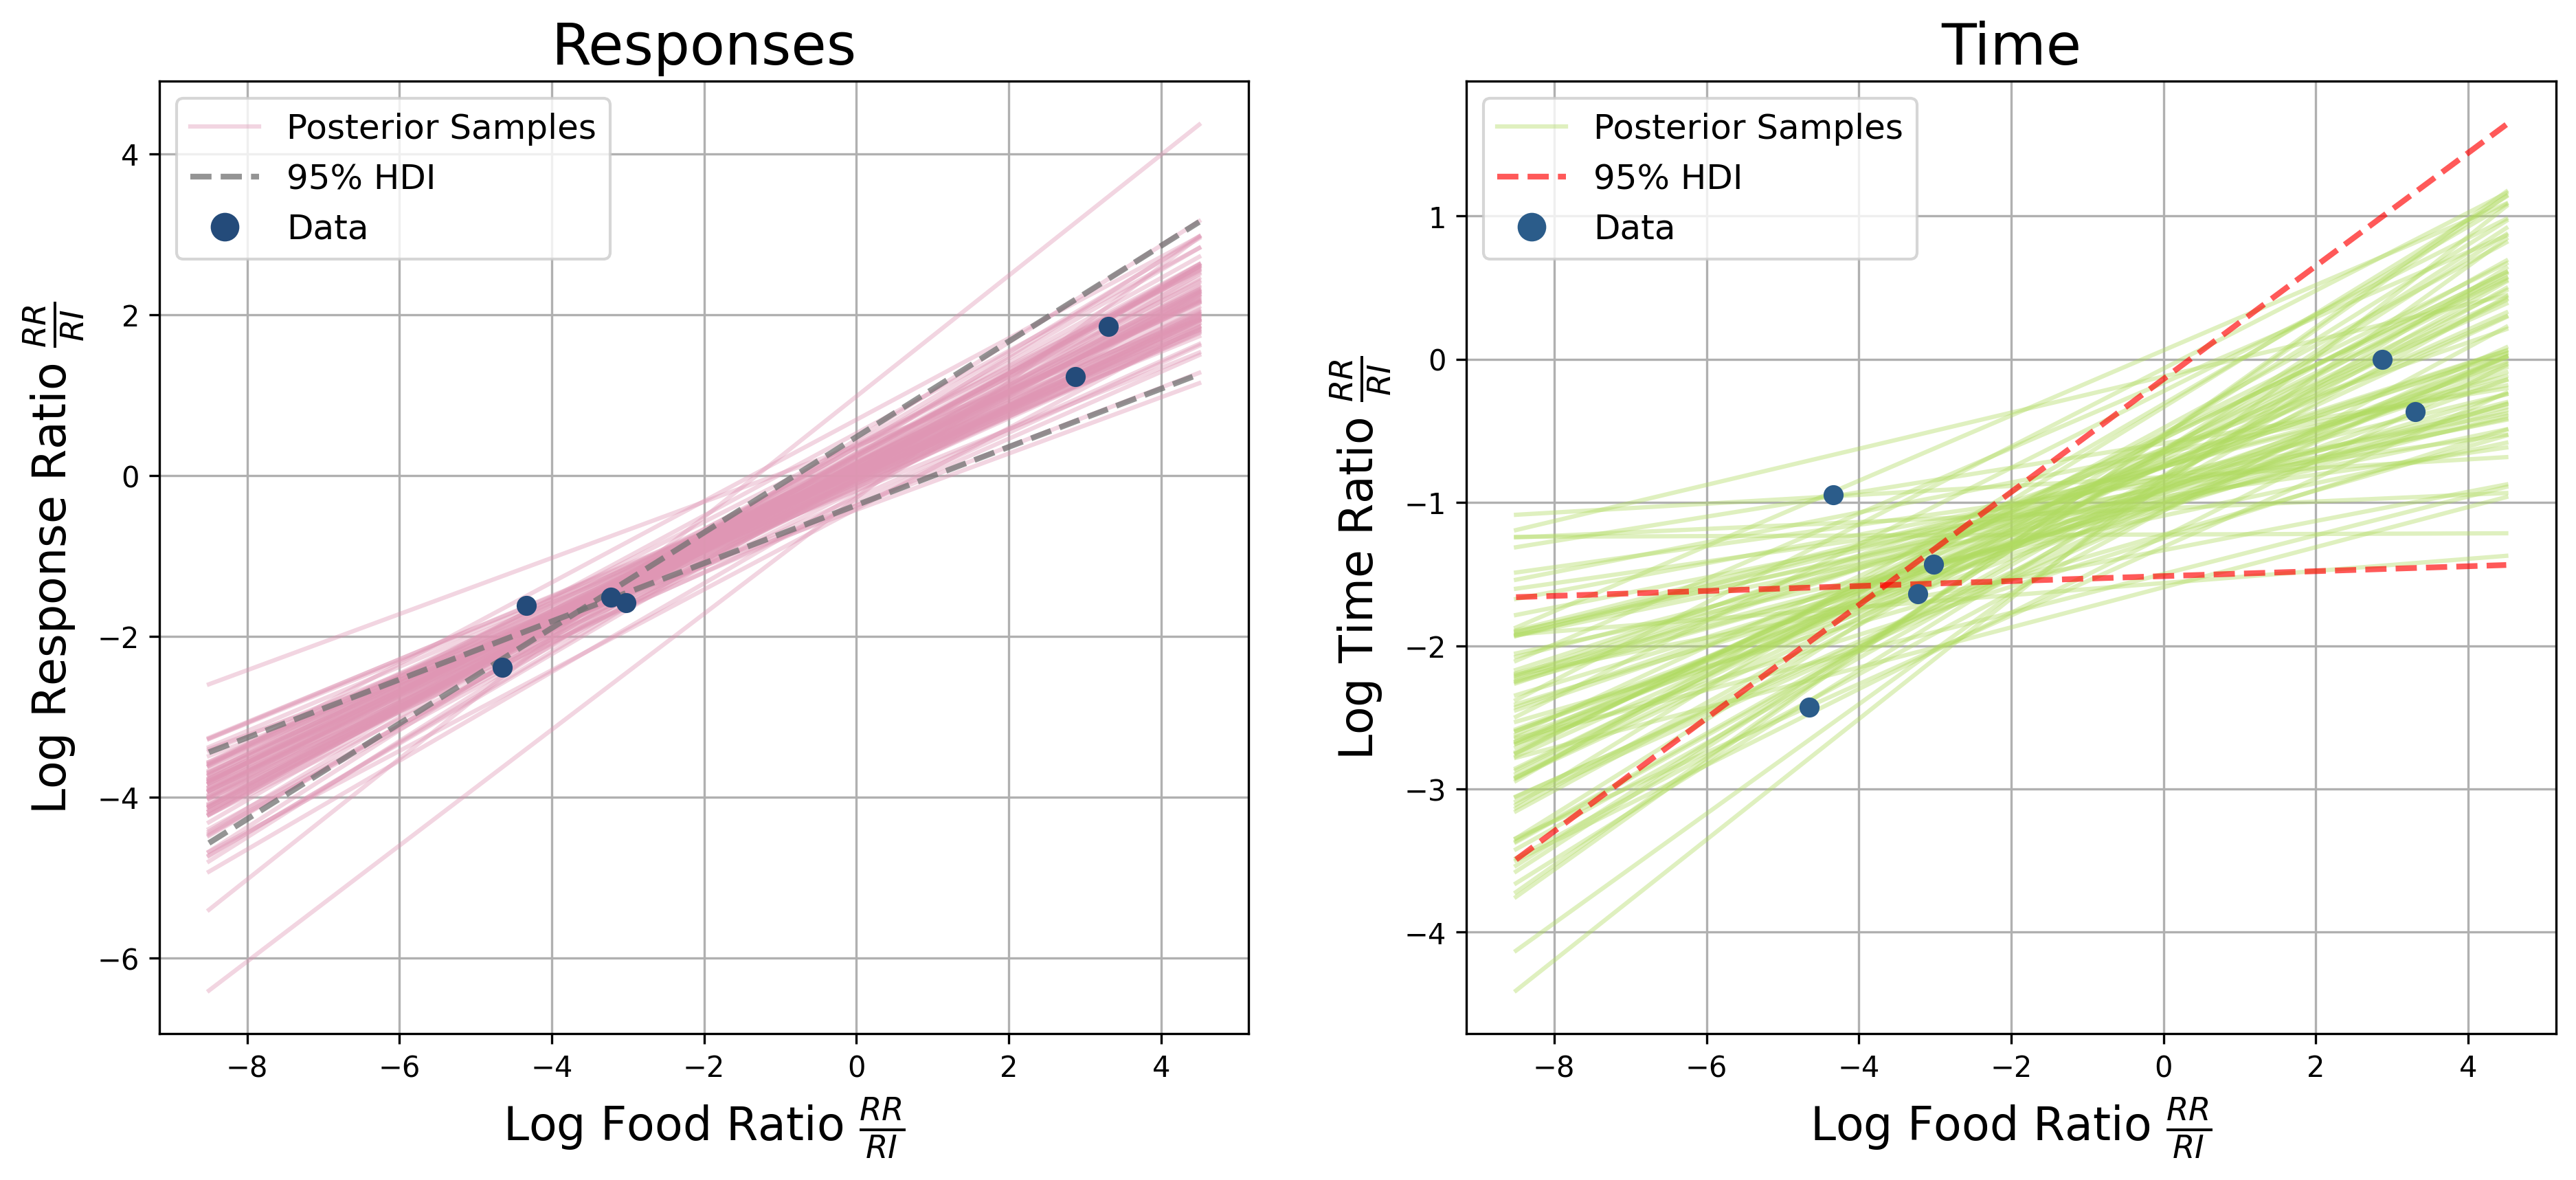 Responses
Posterior Samples
95% HDI
Data
4
2
0
−2
−4
−6
Log Response Ratio RR/RI
−8 −6 −4 −2 0 2 4
Log Food Ratio RR/RI
Time
Posterior Samples
95% HDI
Data
1
0
−1
−2
−3
−4
Log Time Ratio RR/RI
−8 −6 −4 −2 0 2 4
Log Food Ratio RR/RI